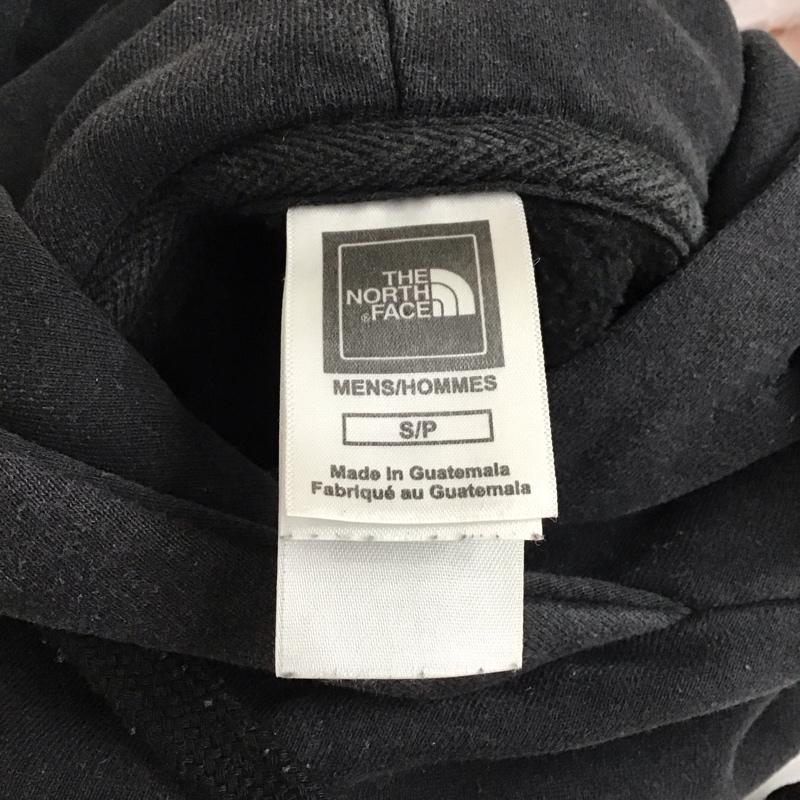 THE
NORTH
®FACE
MENS/HOMMES
S/P
Made in Guatemala
Fabriqué au Guatemala